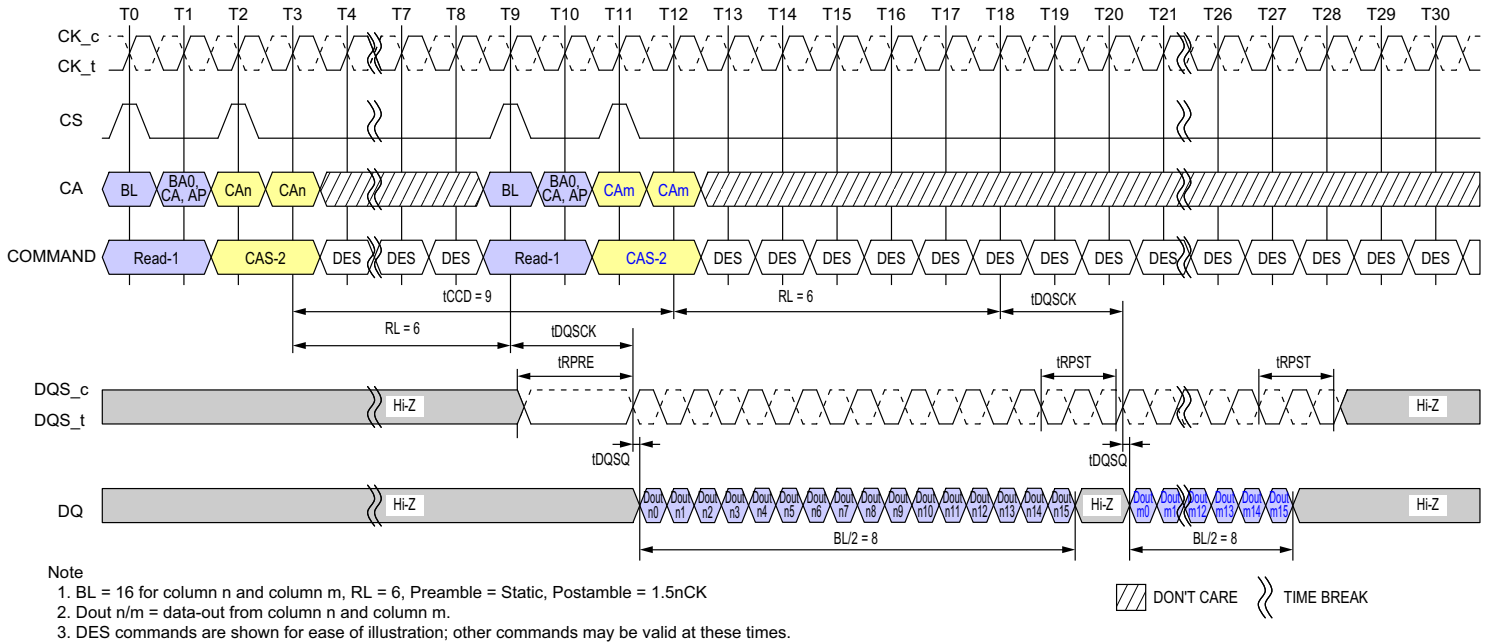 T0 T1 T2 T3 T4 T7 T8 T9 T10 T11 T12 T13 T14 T15 T16 T17 T18 T19 T20 T21 T26 T27 T28 T29 T30
CK_c
CK_t
CS
CA
BL
BA0, CA, AP
CAn
CAn
BL
BA0, CA, AP
CAm
CAm
COMMAND
Read-1
CAS-2
DES
DES
DES
Read-1
CAS-2
DES
DES
DES
DES
DES
DES
DES
DES
DES
DES
DES
DES
DES
DES
tCCD = 9
RL = 6
tDQSCK
RL = 6
tDQSCK
tRPRE
tRPST
tRPST
DQS_c
DQS_t
Hi-Z
Hi-Z
tDQSQ
tDQSQ
DQ
Hi-Z
Dout n0
Dout n1
Dout n2
Dout n3
Dout n4
Dout n5
Dout n6
Dout n7
Dout n8
Dout n9
Dout n10
Dout n11
Dout n12
Dout n13
Dout n14
Dout n15
Hi-Z
Dout m0
Dout m1
Dout m12
Dout m13
Dout m14
Dout m15
Hi-Z
BL/2 = 8
BL/2 = 8
Note
1. BL = 16 for column n and column m, RL = 6, Preamble = Static, Postamble = 1.5nCK
2. Dout n/m = data-out from column n and column m.
3. DES commands are shown for ease of illustration; other commands may be valid at these times.
DON'T CARE
TIME BREAK